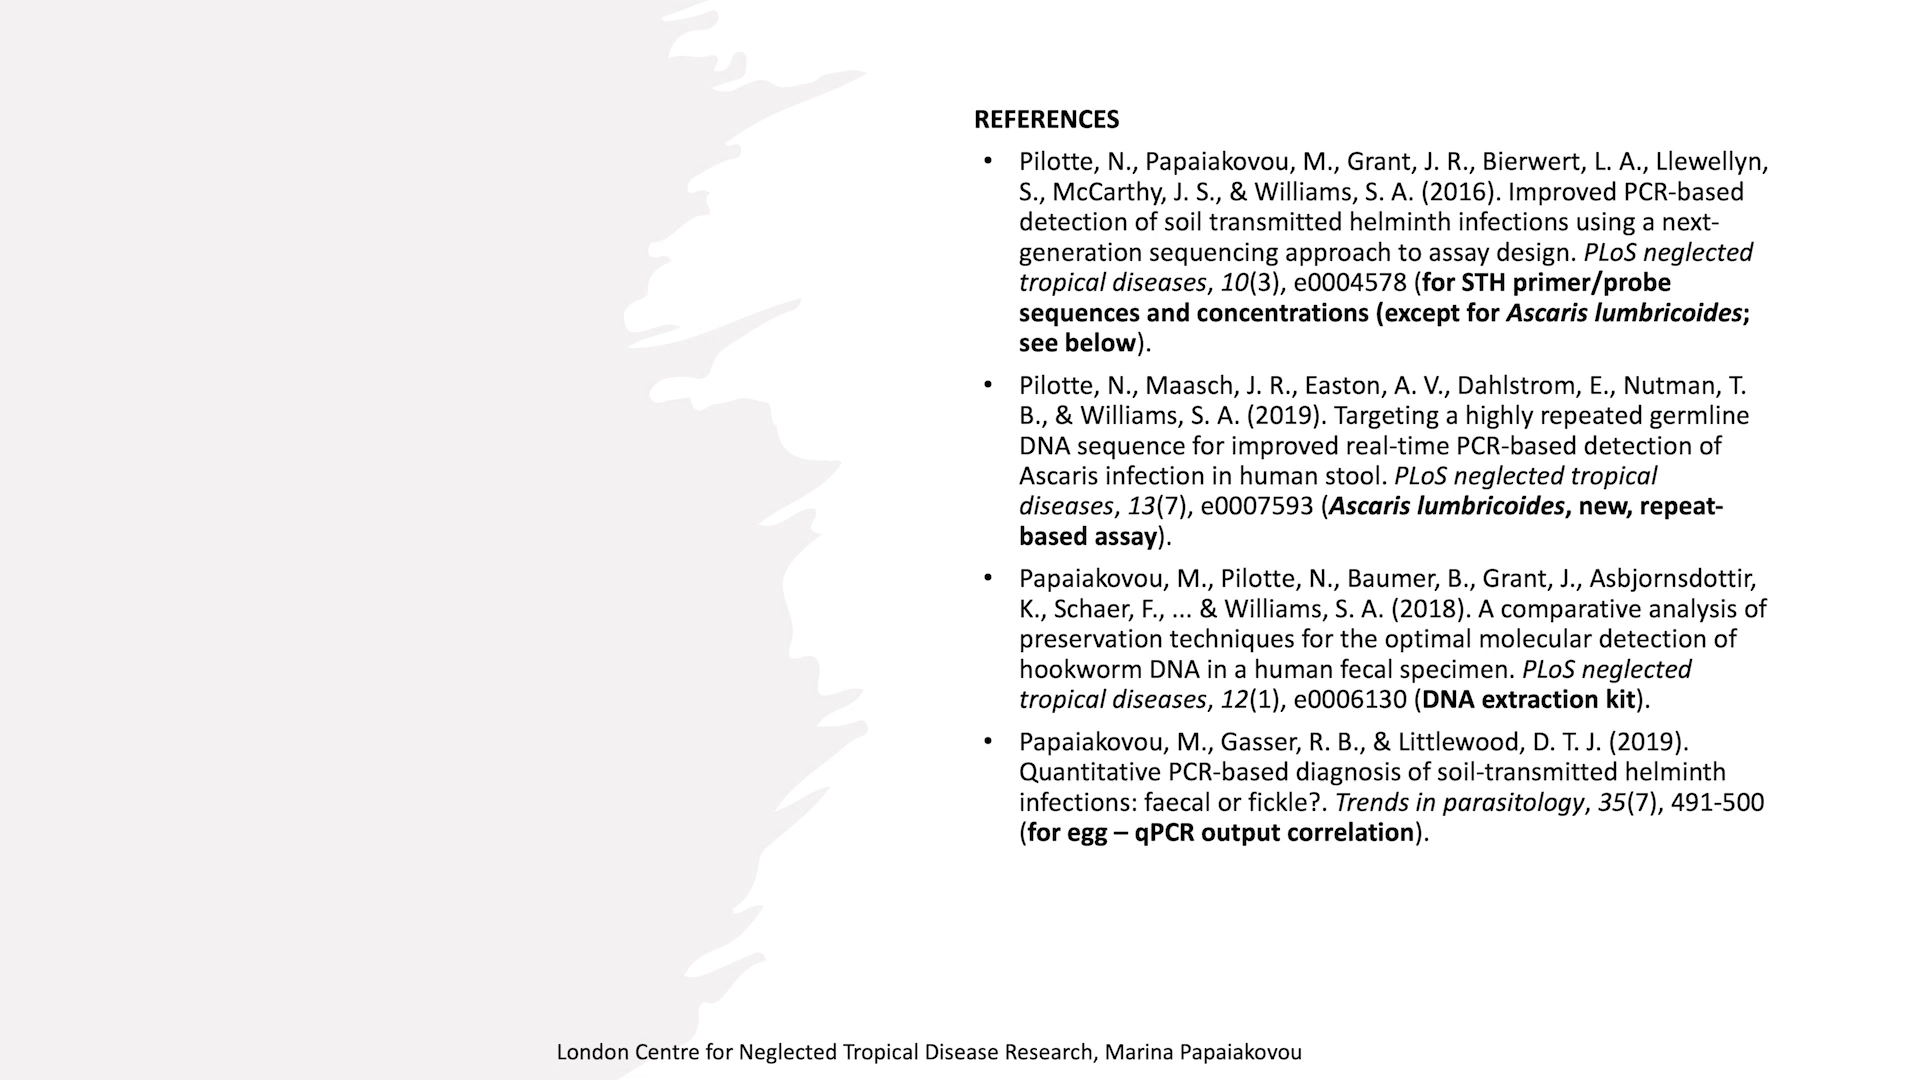 REFERENCES
• Pilotte, N., Papaiakovou, M., Grant, J. R., Bierwert, L. A., Llewellyn,
S., McCarthy, J. S., & Williams, S. A. (2016). Improved PCR-based
detection of soil transmitted helminth infections using a next-
generation sequencing approach to assay design. PLoS neglected
tropical diseases, 10(3), e0004578 (for STH primer/probe
sequences and concentrations (except for Ascaris lumbricoides;
see below).
• Pilotte, N., Maasch, J. R., Easton, A. V., Dahlstrom, E., Nutman, T.
B., & Williams, S. A. (2019). Targeting a highly repeated germline
DNA sequence for improved real-time PCR-based detection of
Ascaris infection in human stool. PLoS neglected tropical
diseases, 13(7), e0007593 (Ascaris lumbricoides, new, repeat-
based assay).
• Papaiakovou, M., Pilotte, N., Baumer, B., Grant, J., Asbjornsdottir,
K., Schaer, F., ... & Williams, S. A. (2018). A comparative analysis of
preservation techniques for the optimal molecular detection of
hookworm DNA in a human fecal specimen. PLoS neglected
tropical diseases, 12(1), e0006130 (DNA extraction kit).
• Papaiakovou, M., Gasser, R. B., & Littlewood, D. T. J. (2019).
Quantitative PCR-based diagnosis of soil-transmitted helminth
infections: faecal or fickle?. Trends in parasitology, 35(7), 491-500
(for egg – qPCR output correlation).
London Centre for Neglected Tropical Disease Research, Marina Papaiakovou